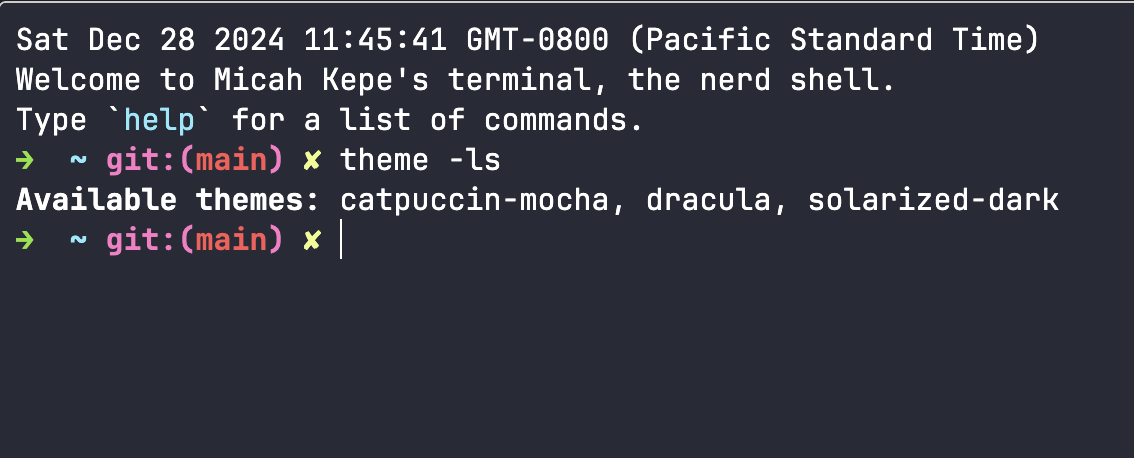 Sat Dec 28 2024 11:45:41 GMT-0800 (Pacific Standard Time)
Welcome to Micah Kepe's terminal, the nerd shell.
Type `help` for a list of commands.
➜ ~ git:(main) ✘ theme -ls
Available themes: catpuccin-mocha, dracula, solarized-dark
➜ ~ git:(main) ✘